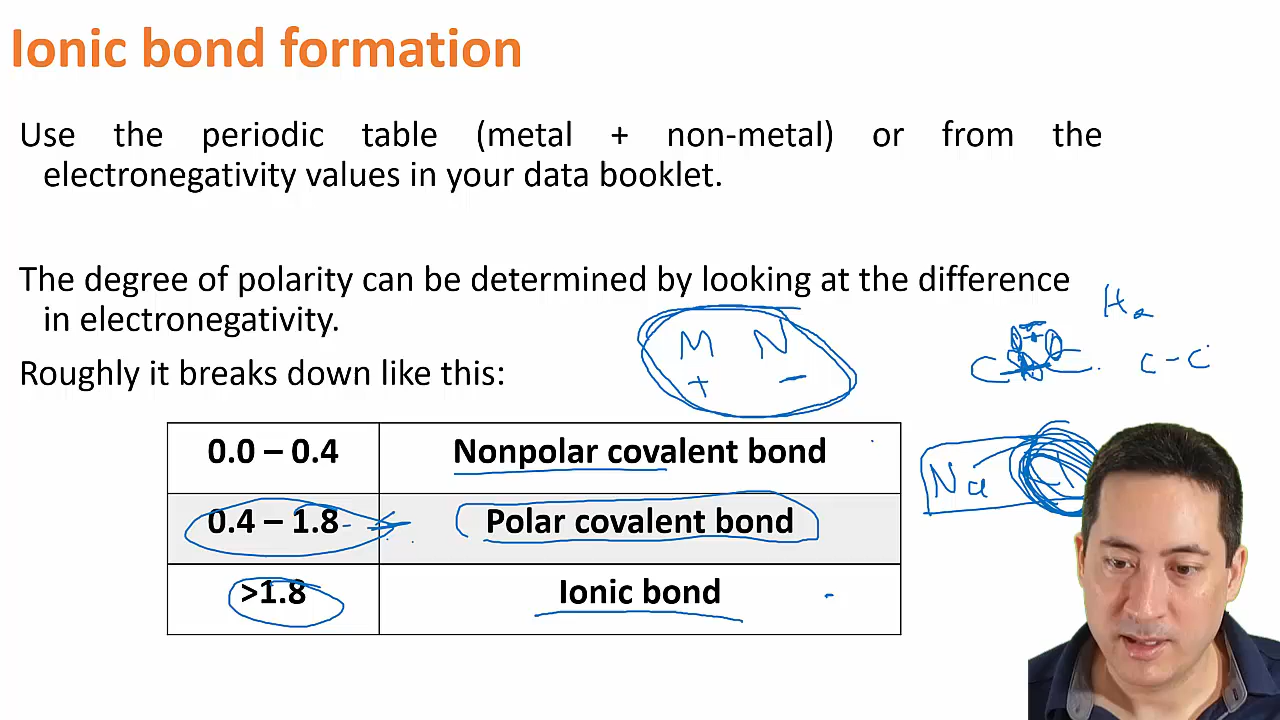 Ionic bond formation
Use the periodic table (metal + non-metal) or from the
electronegativity values in your data booklet.
The degree of polarity can be determined by looking at the difference
in electronegativity.
H2
M N
C - C
Roughly it breaks down like this:
+ -
0.0 – 0.4 Nonpolar covalent bond
Na
0.4 – 1.8 Polar covalent bond
>1.8 Ionic bond